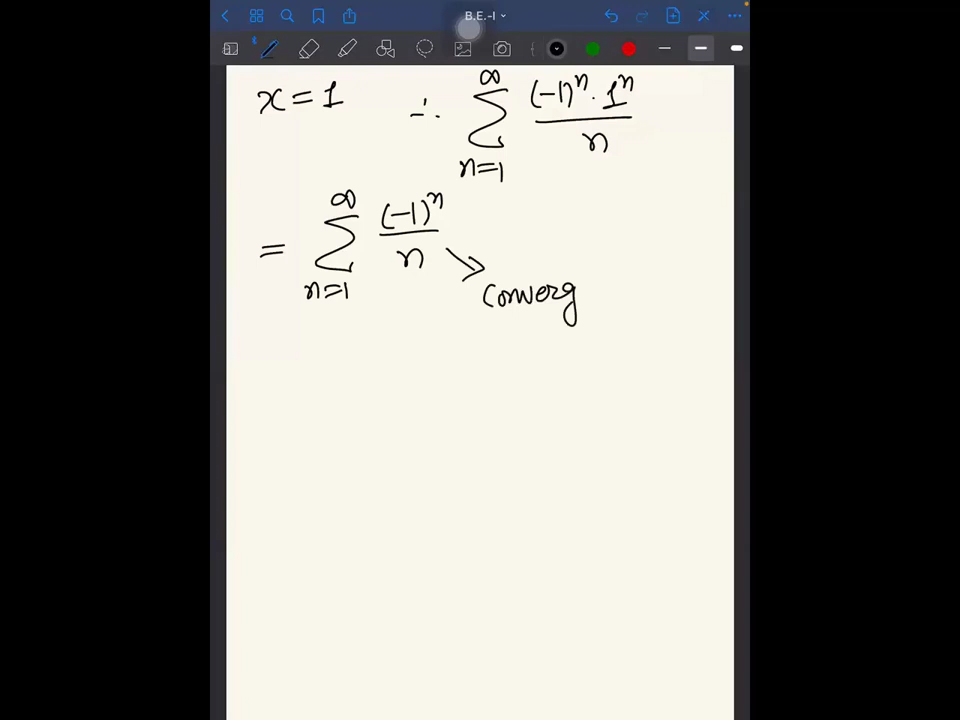 B.E.-I
x = 1 ∴ ∑_{n=1}^{∞} (-1)^n · 1^n / n
= ∑_{n=1}^{∞} (-1)^n / n
converg